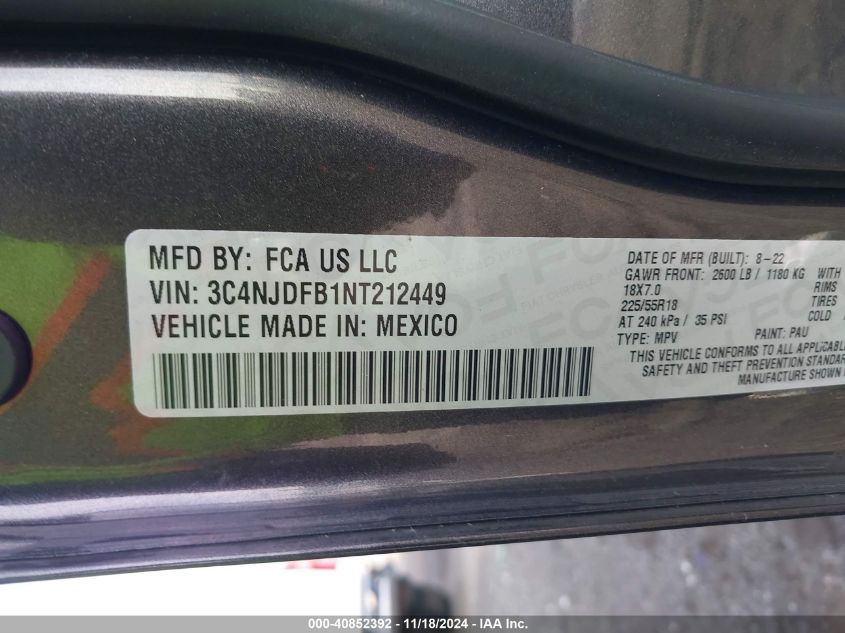 MFD BY: FCA US LLC
VIN: 3C4NJDFB1NT212449
VEHICLE MADE IN: MEXICO
DATE OF MFR (BUILT): 8-22
GAWR FRONT: 2600 LB / 1180 KG WITH
18X7.0 RIMS
225/55R18 TIRES
AT 240 kPa / 35 PSI COLD
TYPE: MPV PAINT: PAU
THIS VEHICLE CONFORMS TO ALL APPLICABLE
SAFETY AND THEFT PREVENTION STANDAR
MANUFACTURE SHOWN
000-40852392 - 11/18/2024 - IAA Inc.